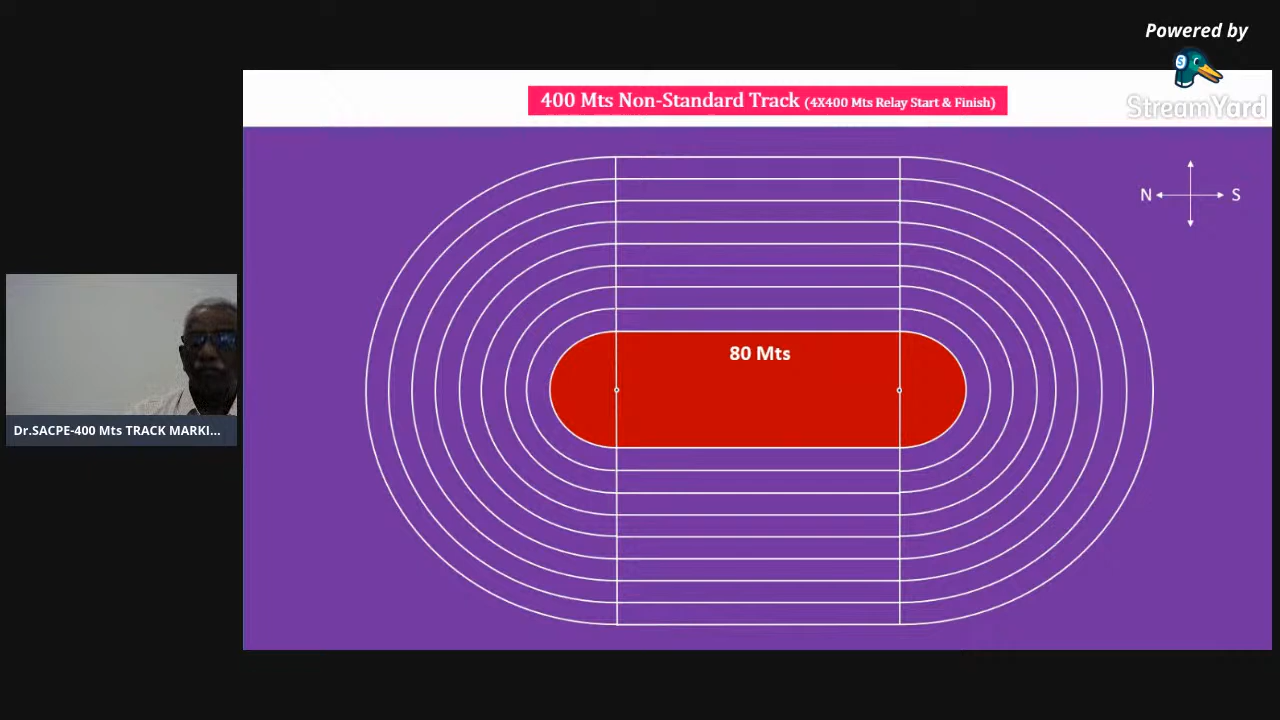 Powered by
StreamYard
400 Mts Non-Standard Track (4X400 Mts Relay Start & Finish)
N S
80 Mts
Dr.SACPE-400 Mts TRACK MARKI...